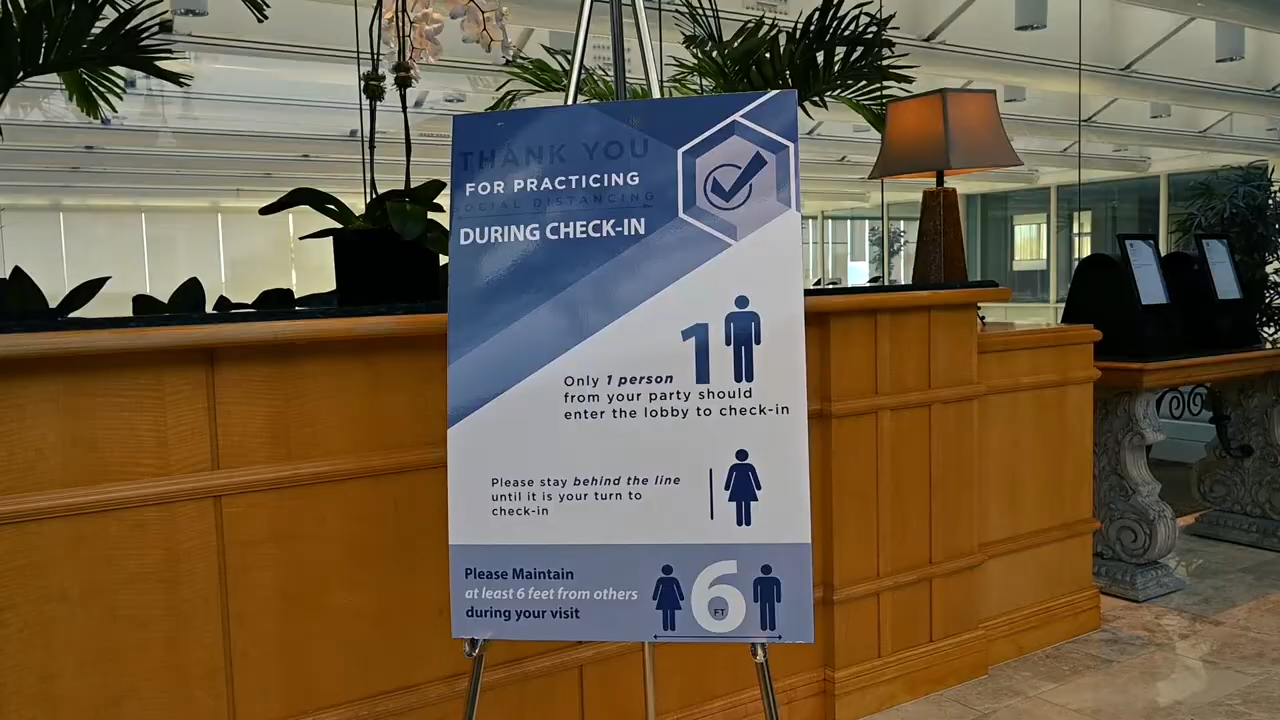 THANK YOU
FOR PRACTICING
SOCIAL DISTANCING
DURING CHECK-IN
1
Only 1 person
from your party should
enter the lobby to check-in
Please stay behind the line
until it is your turn to
check-in
Please Maintain
at least 6 feet from others
during your visit
6
FT